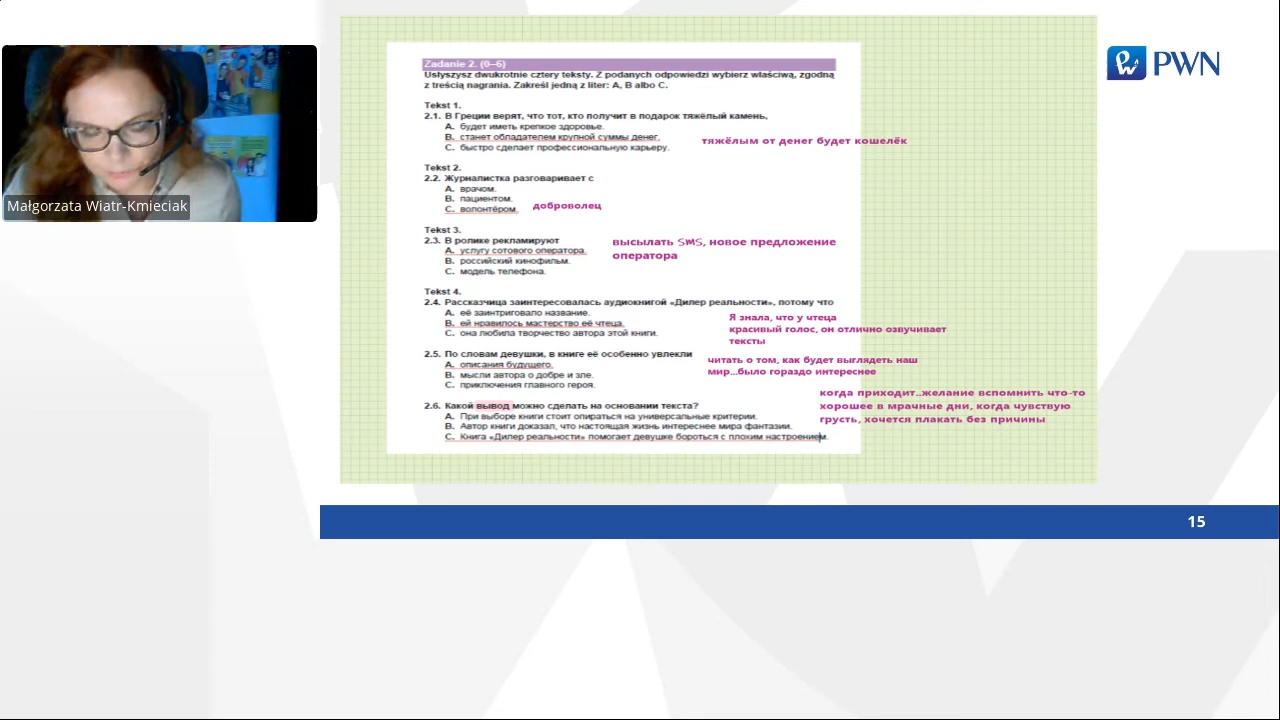 Małgorzata Wiatr-Kmieciak
PWN
Zadanie 2. (0–6)
Usłyszysz dwukrotnie cztery teksty. Z podanych odpowiedzi wybierz właściwą, zgodną
z treścią nagrania. Zakreśl jedną z liter: A, B albo C.
Tekst 1.
2.1. В Греции верят, что тот, кто получит в подарок тяжёлый камень,
A. будет иметь крепкое здоровье.
B. станет обладателем крупной суммы денег.
C. быстро сделает профессиональную карьеру.
тяжёлым от денег будет кошелёк
Tekst 2.
2.2. Журналистка разговаривает с
A. врачом.
B. пациентом.
C. волонтёром.
доброволец
Tekst 3.
2.3. В ролике рекламируют
A. услугу сотового оператора.
B. российский кинофильм.
C. модель телефона.
высылать SMS, новое предложение
оператора
Tekst 4.
2.4. Рассказчица заинтересовалась аудиокнигой «Дилер реальности», потому что
A. её заинтриговало название.
B. ей нравилось мастерство её чтеца.
C. она любила творчество автора этой книги.
Я знала, что у чтеца
красивый голос, он отлично озвучивает
тексты
2.5. По словам девушки, в книге её особенно увлекли
A. описания будущего.
B. мысли автора о добре и зле.
C. приключения главного героя.
читать о том, как будет выглядеть наш
мир...было гораздо интереснее
2.6. Какой вывод можно сделать на основании текста?
A. При выборе книги стоит опираться на универсальные критерии.
B. Автор книги доказал, что настоящая жизнь интереснее мира фантазии.
C. Книга «Дилер реальности» помогает девушке бороться с плохим настроением.
когда приходит..желание вспомнить что-то
хорошее в мрачные дни, когда чувствую
грусть, хочется плакать без причины
15